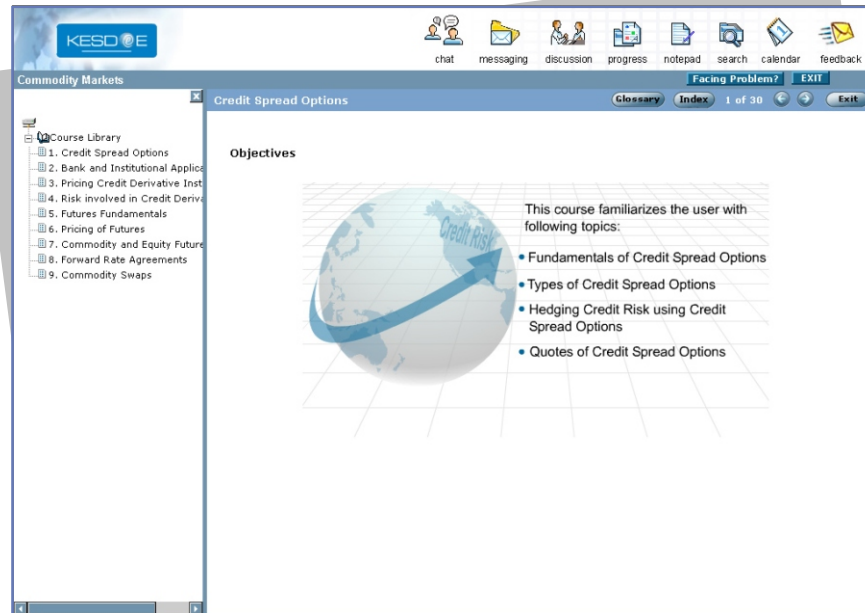 KESDEE
chat messaging discussion progress notepad search calendar feedback
Commodity Markets
Facing Problem? EXIT
Credit Spread Options
Glossary Index 1 of 30 Exit
Course Library
1. Credit Spread Options
2. Bank and Institutional Applica
3. Pricing Credit Derivative Inst
4. Risk involved in Credit Deriva
5. Futures Fundamentals
6. Pricing of Futures
7. Commodity and Equity Future
8. Forward Rate Agreements
9. Commodity Swaps
Objectives
Credit Risk
This course familiarizes the user with
following topics:
• Fundamentals of Credit Spread Options
• Types of Credit Spread Options
• Hedging Credit Risk using Credit
Spread Options
• Quotes of Credit Spread Options